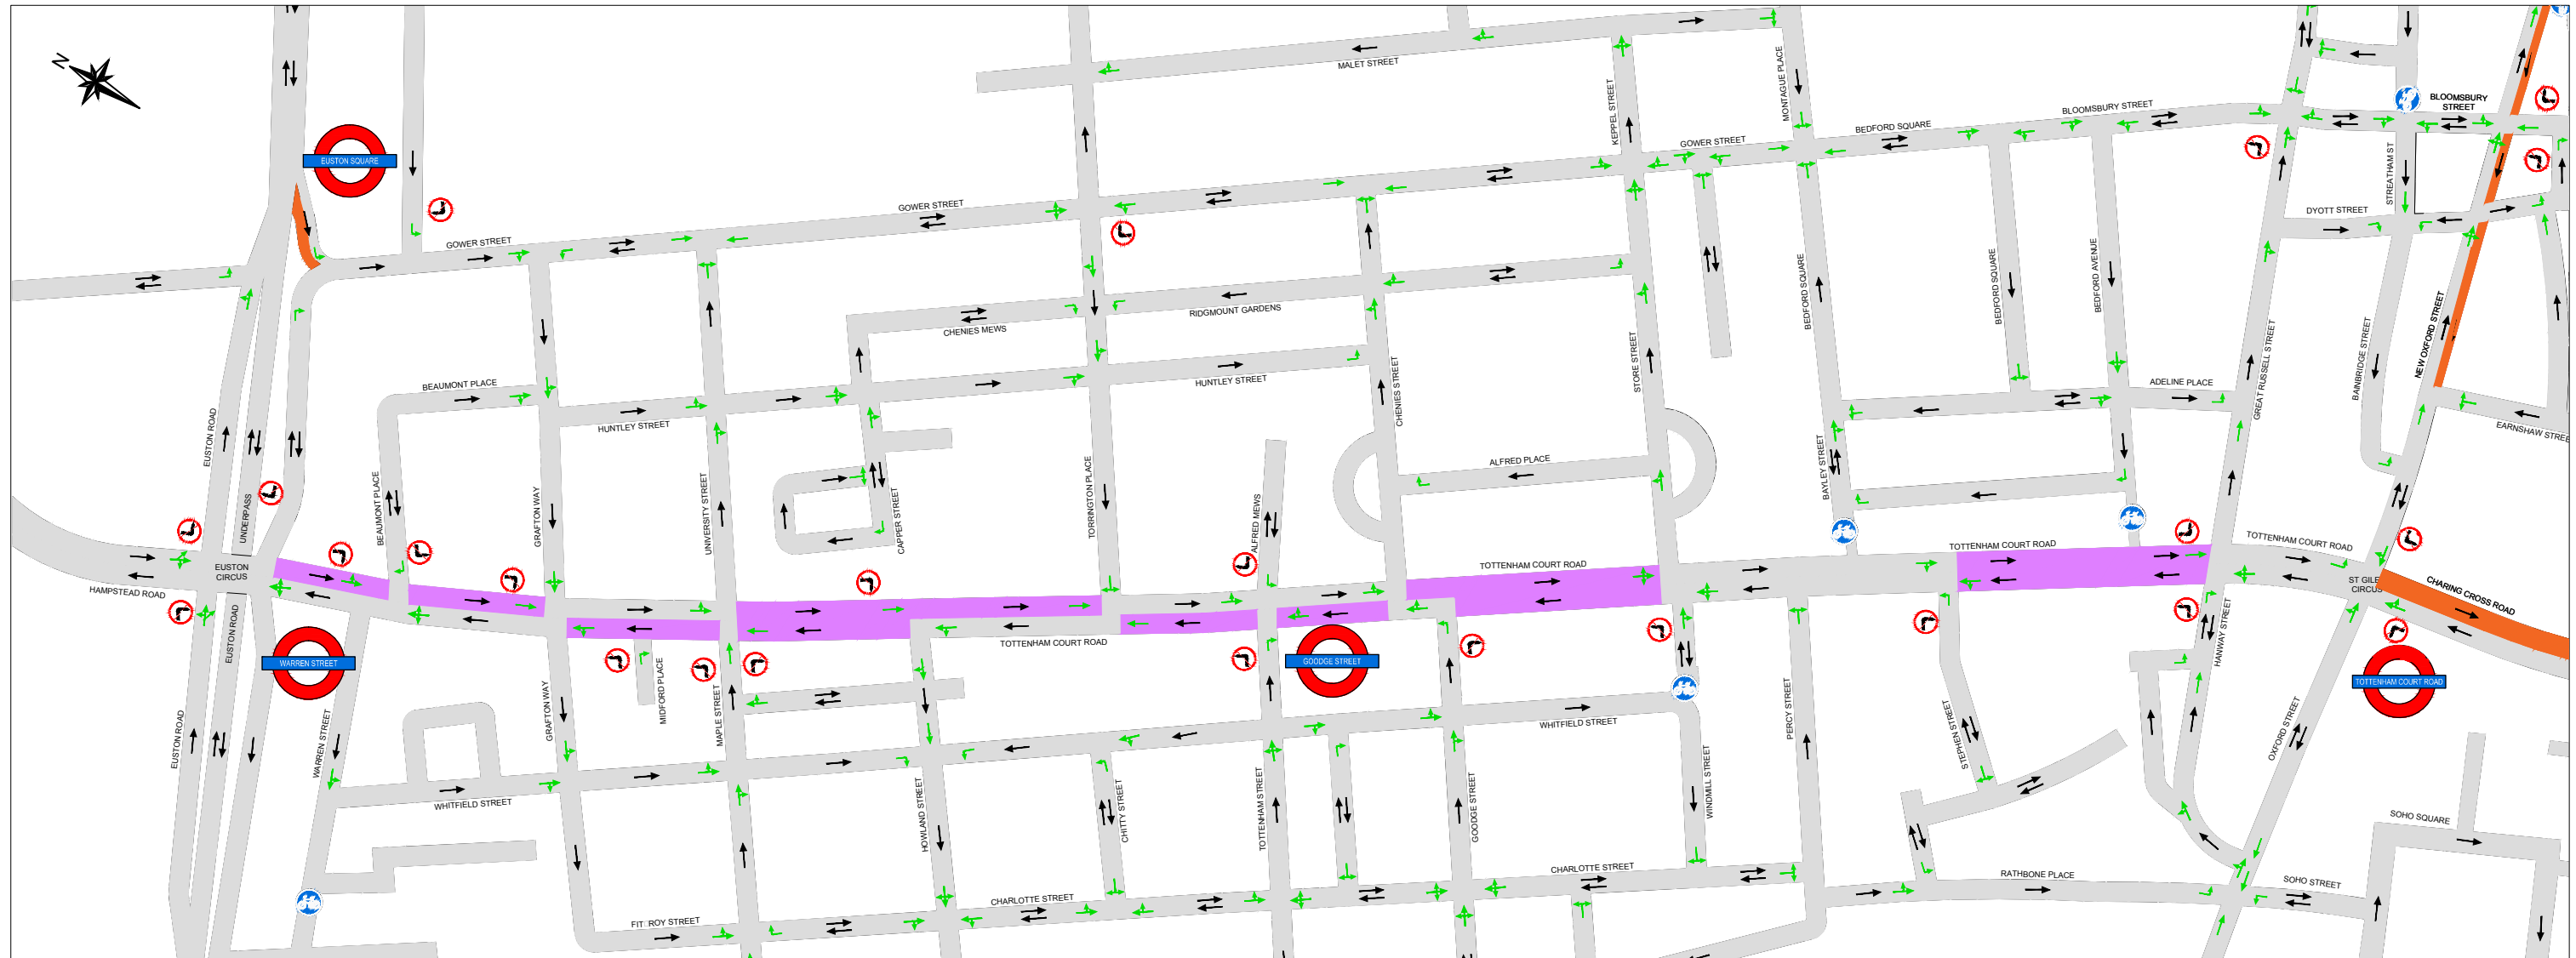 N
MALET STREET
MONTAGUE PLACE
KEPPEL STREET
BLOOMSBURY
STREET
BLOOMSBURY STREET
BEDFORD SQUARE
GOWER STREET
EUSTON SQUARE
GOWER STREET
GOWER STREET
STREATHAM ST
DYOTT STREET
CHENIES MEWS
RIDGMOUNT GARDENS
BEDFORD SQUARE
BEDFORD SQUARE
BEDFORD AVENUE
GREAT RUSSELL STREET
BAINBRIDGE STREET
NEW OXFORD STREET
BEAUMONT PLACE
HUNTLEY STREET
HUNTLEY STREET
CHENIES STREET
STORE STREET
ADELINE PLACE
EARNSHAW STREE
EUSTON ROAD
UNDERPASS
BEAUMONT PLACE
GRAFTON WAY
UNIVERSITY STREET
CAPPER STREET
TORRINGTON PLACE
ALFRED MEWS
ALFRED PLACE
BAYLEY STREET
EUSTON
CIRCUS
HAMPSTEAD ROAD
TOTTENHAM COURT ROAD
TOTTENHAM COURT ROAD
TOTTENHAM COURT ROAD
TOTTENHAM COURT ROAD
ST GILE
CIRCUS
CHARING CROSS ROAD
EUSTON ROAD
WARREN STREET
GOODGE STREET
TOTTENHAM COURT ROAD
HANWAY STREET
EUSTON ROAD
WARREN STREET
GRAFTON WAY
MIDFORD PLACE
MAPLE STREET
WHITFIELD STREET
WHITFIELD STREET
PERCY STREET
STEPHEN STREET
OXFORD STREET
HOWLAND STREET
CHITTY STREET
TOTTENHAM STREET
GOODGE STREET
WINDMILL STREET
SOHO SQUARE
FIT ROY STREET
CHARLOTTE STREET
CHARLOTTE STREET
RATHBONE PLACE
SOHO STREET